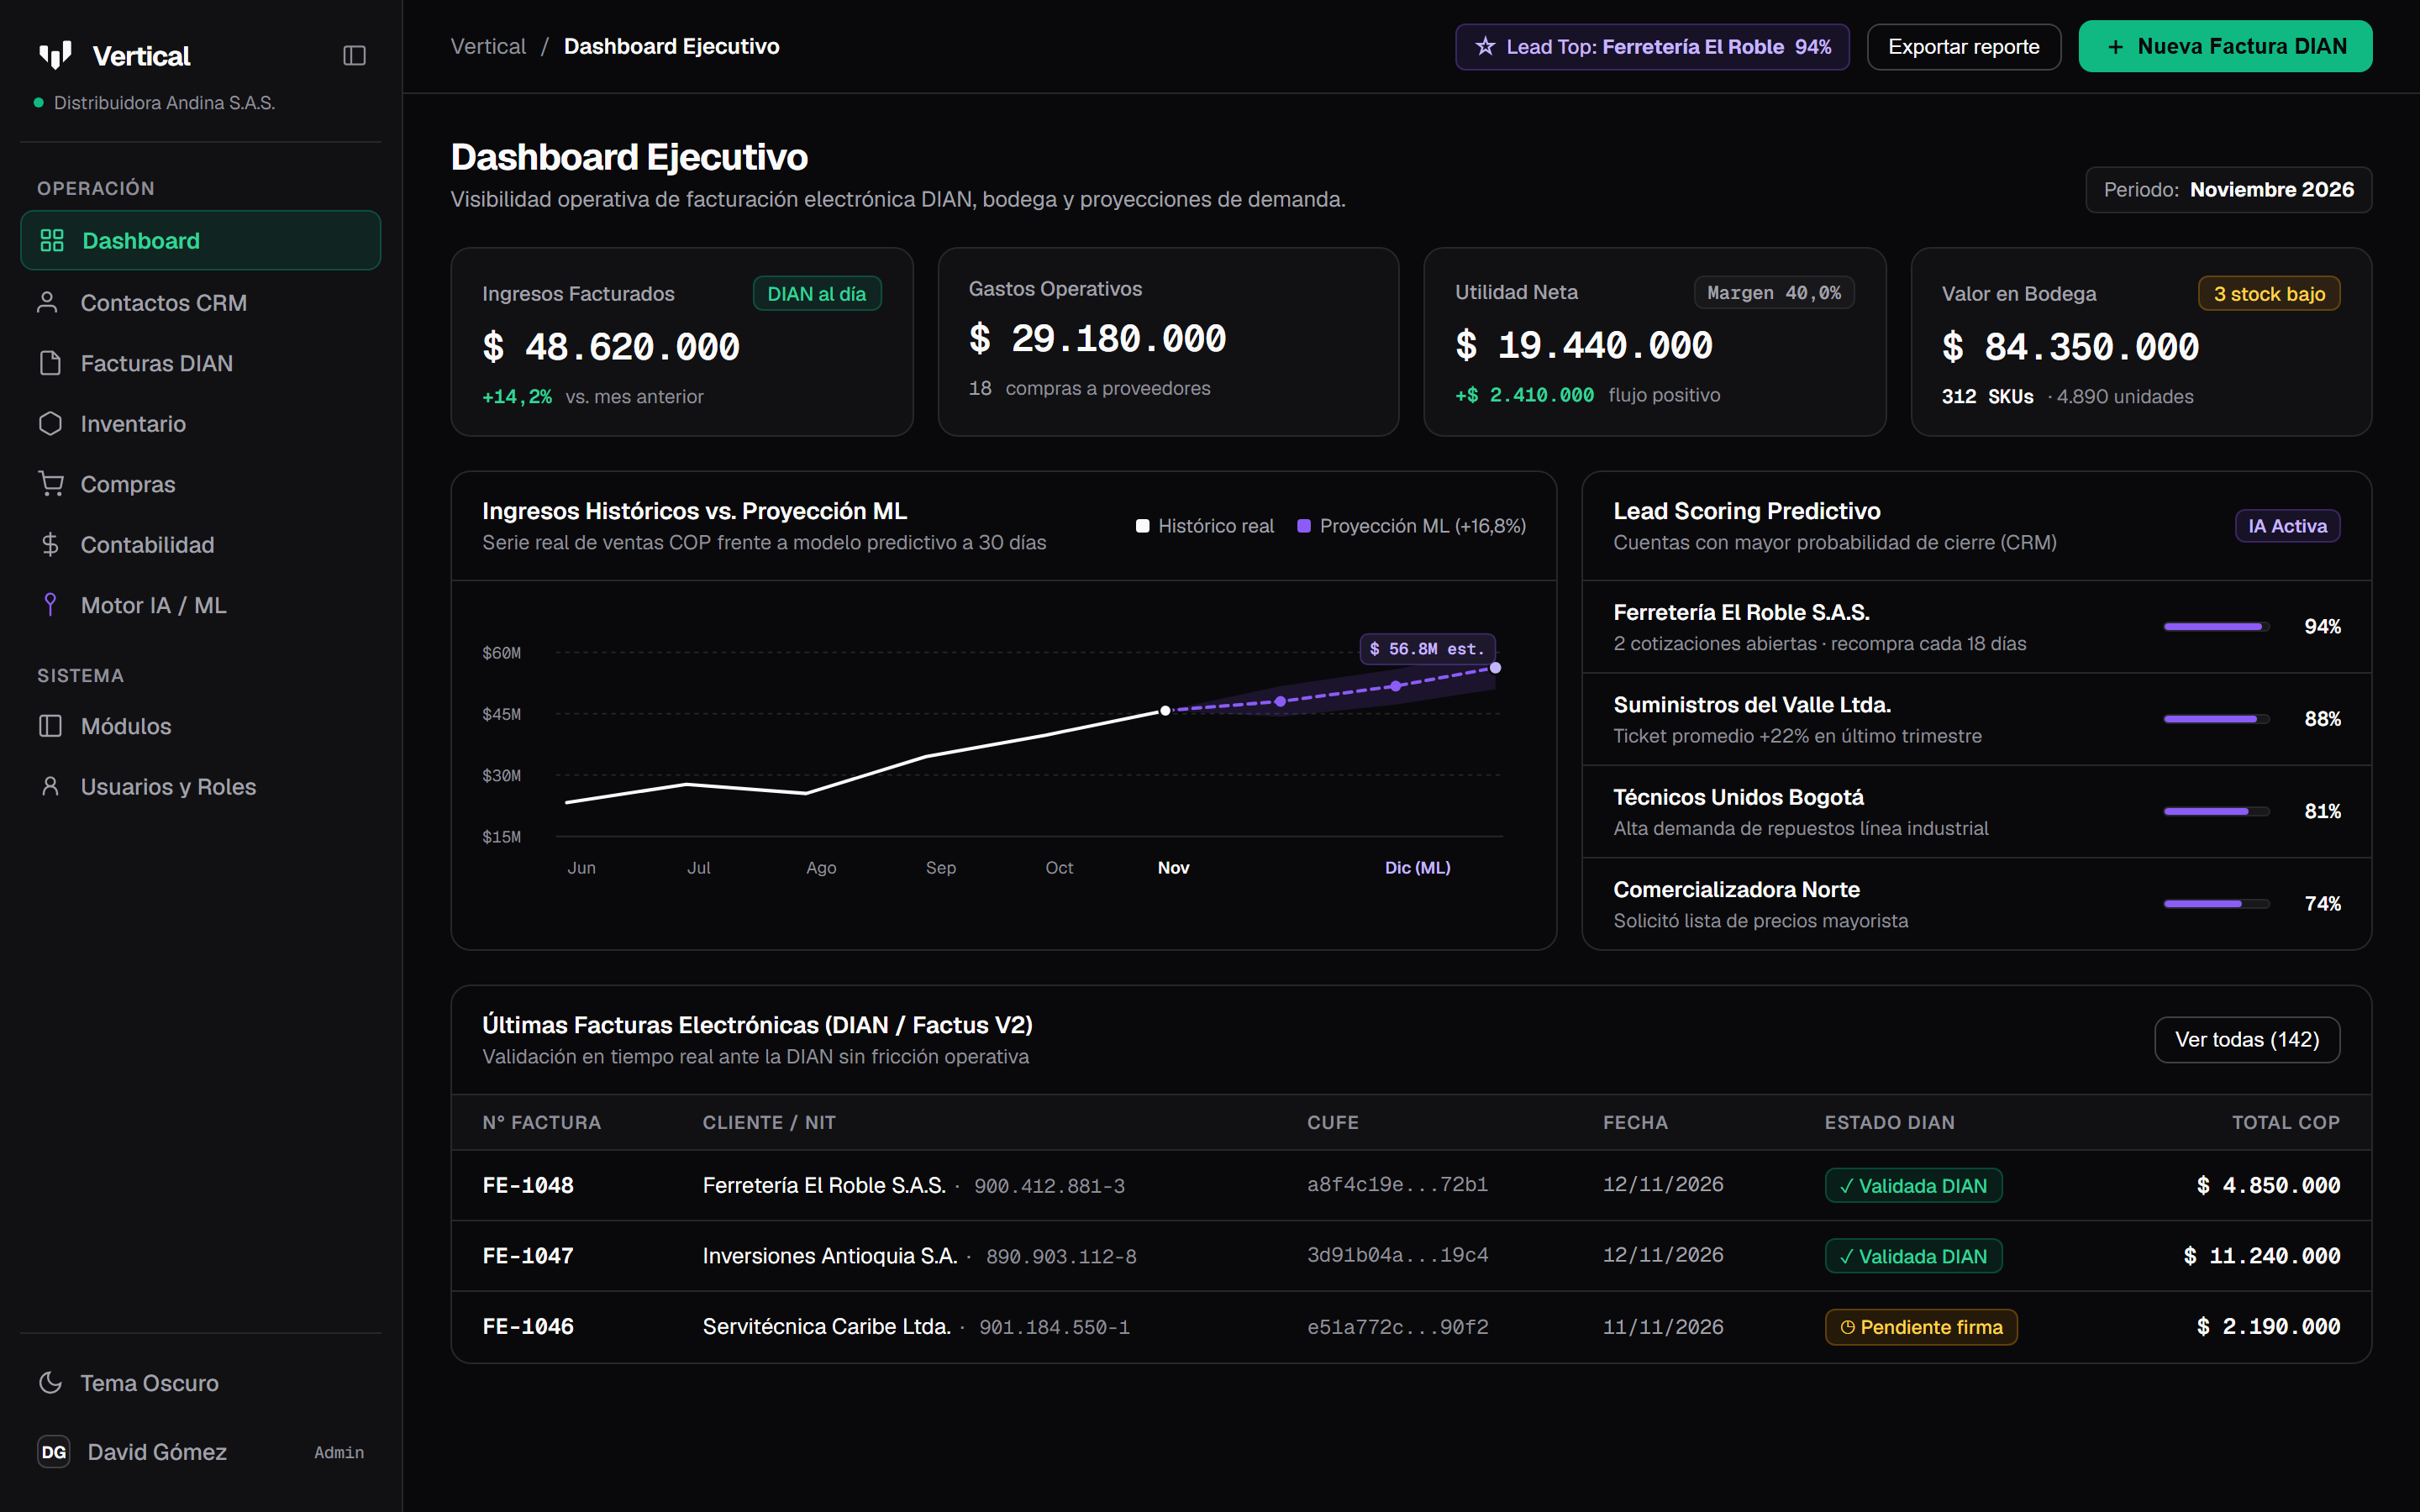 Vertical
Distribuidora Andina S.A.S.
OPERACIÓN
Dashboard
Contactos CRM
Facturas DIAN
Inventario
Compras
Contabilidad
Motor IA / ML
SISTEMA
Módulos
Usuarios y Roles
Tema Oscuro
DG David Gómez Admin
Vertical / Dashboard Ejecutivo
Lead Top: Ferretería El Roble 94%
Exportar reporte
+ Nueva Factura DIAN
Dashboard Ejecutivo
Visibilidad operativa de facturación electrónica DIAN, bodega y proyecciones de demanda.
Periodo: Noviembre 2026
Ingresos Facturados DIAN al día
$ 48.620.000
+14,2% vs. mes anterior
Gastos Operativos
$ 29.180.000
18 compras a proveedores
Utilidad Neta Margen 40,0%
$ 19.440.000
+$ 2.410.000 flujo positivo
Valor en Bodega 3 stock bajo
$ 84.350.000
312 SKUs · 4.890 unidades
Ingresos Históricos vs. Proyección ML
Serie real de ventas COP frente a modelo predictivo a 30 días
Histórico real Proyección ML (+16,8%)
$ 56.8M est.
$60M
$45M
$30M
$15M
Jun Jul Ago Sep Oct Nov Dic (ML)
Lead Scoring Predictivo
Cuentas con mayor probabilidad de cierre (CRM)
IA Activa
Ferretería El Roble S.A.S.
2 cotizaciones abiertas · recompra cada 18 días
94%
Suministros del Valle Ltda.
Ticket promedio +22% en último trimestre
88%
Técnicos Unidos Bogotá
Alta demanda de repuestos línea industrial
81%
Comercializadora Norte
Solicitó lista de precios mayorista
74%
Últimas Facturas Electrónicas (DIAN / Factus V2)
Validación en tiempo real ante la DIAN sin fricción operativa
Ver todas (142)
N° FACTURA CLIENTE / NIT CUFE FECHA ESTADO DIAN TOTAL COP
FE-1048 Ferretería El Roble S.A.S. · 900.412.881-3 a8f4c19e...72b1 12/11/2026 ✓ Validada DIAN $ 4.850.000
FE-1047 Inversiones Antioquia S.A. · 890.903.112-8 3d91b04a...19c4 12/11/2026 ✓ Validada DIAN $ 11.240.000
FE-1046 Servitécnica Caribe Ltda. · 901.184.550-1 e51a772c...90f2 11/11/2026 Pendiente firma $ 2.190.000